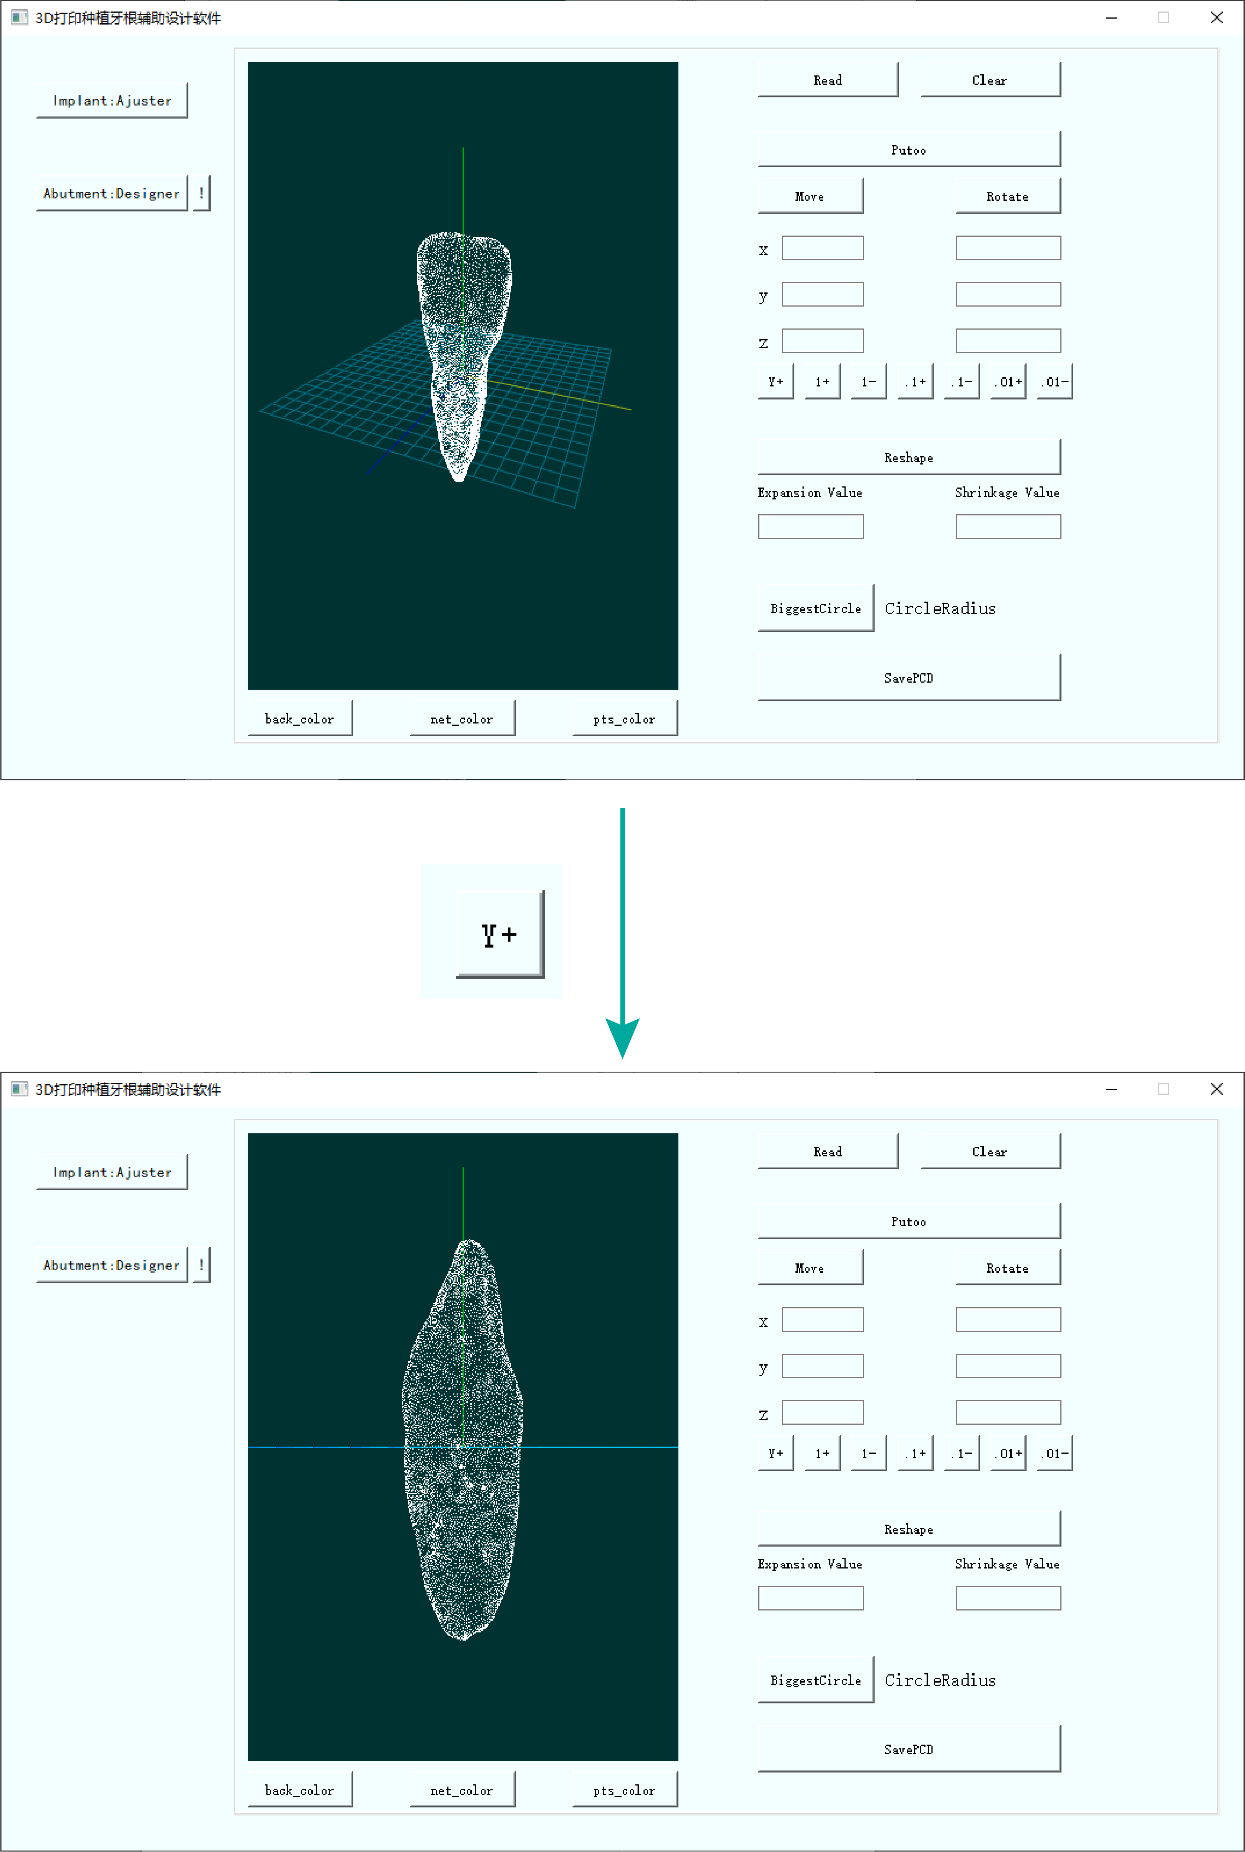 3D打印种植牙根辅助设计软件
Implant:Ajuster
Abutment:Designer !
Read Clear
Putoo
Move Rotate
x
y
z
Y+ 1+ 1- .1+ .1- .01+ .01-
Reshape
Expansion Value Shrinkage Value
BiggestCircle CircleRadius
SavePCD
back_color net_color pts_color
Y+
3D打印种植牙根辅助设计软件
Implant:Ajuster
Abutment:Designer !
Read Clear
Putoo
Move Rotate
x
y
z
Y+ 1+ 1- .1+ .1- .01+ .01-
Reshape
Expansion Value Shrinkage Value
BiggestCircle CircleRadius
SavePCD
back_color net_color pts_color